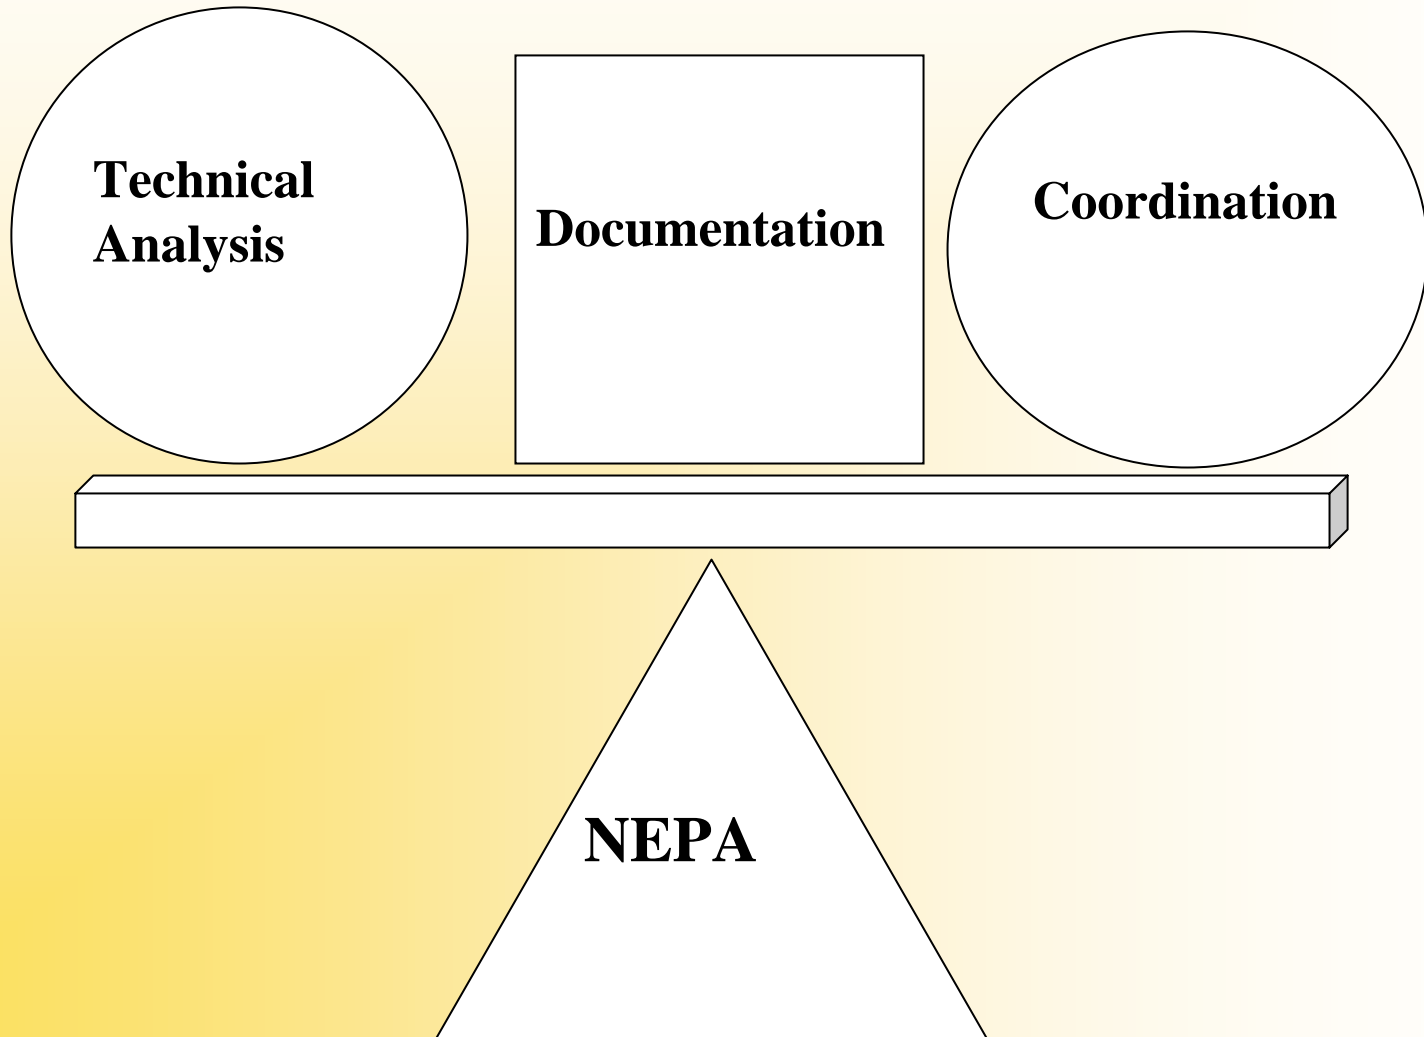 Technical
Analysis
Documentation
Coordination
NEPA